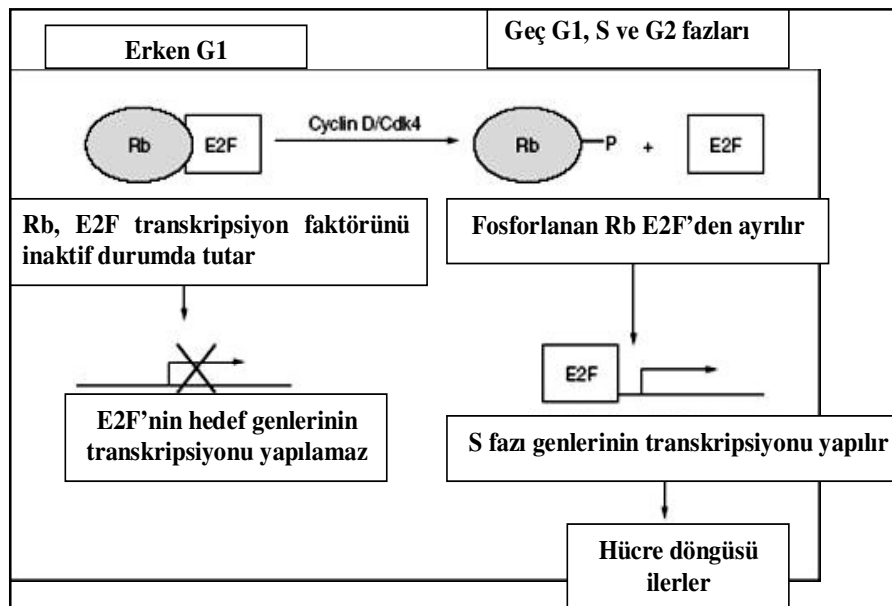 Erken G1
Geç G1, S ve G2 fazları
Rb
E2F
Cyclin D/Cdk4
Rb
P
+
E2F
Rb, E2F transkripsiyon faktörünü
inaktif durumda tutar
Fosforlanan Rb E2F’den ayrılır
E2F
E2F’nin hedef genlerinin
transkripsiyonu yapılamaz
S fazı genlerinin transkripsiyonu yapılır
Hücre döngüsü
ilerler